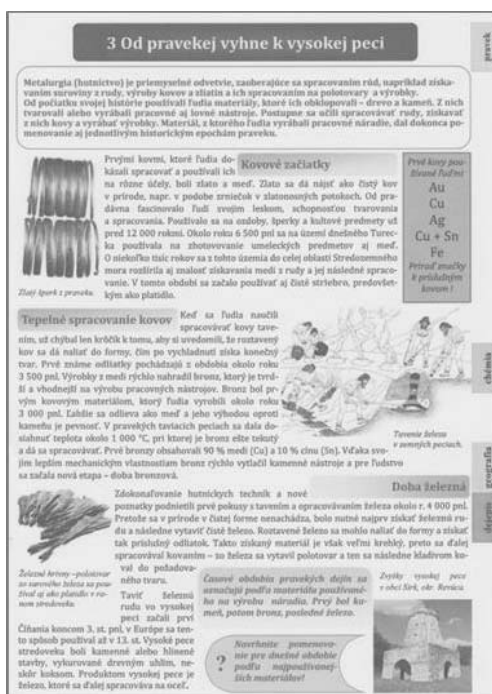 pravek
3 Od pravekej vyhne k vysokej peci
Metalurgia (hutníctvo) je priemyselné odvetvie, zaoberajúce sa spracovaním rúd, napríklad získa-
vaním suroviny z rudy, výroby kovov a zliatin a ich spracovaním na polotovary a výrobky.
Od počiatku svojej histórie používali ľudia materiály, ktoré ich obklopovali – drevo a kameň. Z nich
tvarovali alebo vyrábali pracovné aj lovné nástroje. Postupne sa učili spracovávať rudy, získavať
z nich kovy a vyrábať výrobky. Materiál, z ktorého ľudia vyrábali pracovné náradie, dal dokonca po-
menovanie aj jednotlivým historickým epochám praveku.
Kovové začiatky
Prvými kovmi, ktoré ľudia do-
kázali spracovať a používali ich
na rôzne účely, boli zlato a meď. Zlato sa dá nájsť ako čistý kov
v prírode, napr. v podobe zrniečok v zlatonosných potokoch. Od pra-
dávna fascinovalo ľudí svojím leskom, schopnosťou tvarovania
a spracovania. Používalo sa na ozdoby, šperky a kultové predmety už
pred 12 000 rokmi. Okolo roku 6 500 pnl sa na území dnešného Turec-
ka používala na zhotovovanie umeleckých predmetov aj meď.
O niekoľko tisíc rokov sa z tohto územia do celej oblasti Stredozemného
mora rozšírila aj znalosť získavania medi z rudy a jej následné spraco-
vanie. V tomto období sa začalo používať aj čisté striebro, predovšet-
kým ako platidlo.
Zlatý šperk z praveku.
Prvé kovy pou-
žívané ľuďmi
Au
Cu
Ag
Cu + Sn
Fe
Priraď značky
k príslušným
kovom !
Tepelné spracovanie kovov
Keď sa ľudia naučili
spracovávať kovy tave-
ním, už chýbal len krôčik k tomu, aby si uvedomili, že roztavený
kov sa dá naliať do formy, čím po vychladnutí získa konečný
tvar. Prvé známe odliatky pochádzajú z obdobia okolo roku
3 500 pnl. Výrobky z medi rýchlo nahradil bronz, ktorý je tvrd-
ší a vhodnejší na výrobu pracovných nástrojov. Bronz bol pr-
vým kovovým materiálom, ktorý ľudia vyrobili okolo roku
3 000 pnl. Ľahšie sa odlieva ako meď a jeho výhodou oproti
kameňu je pevnosť. V pravekých taviacich peciach sa dala do-
siahnuť teplota okolo 1 000 °C, pri ktorej je bronz ešte tekutý
a dá sa spracovávať. Prvé bronzy obsahovali 90 % medi (Cu) a 10 % cínu (Sn). Vďaka svo-
jim lepším mechanickým vlastnostiam bronz rýchlo vytlačil kamenné nástroje a pre ľudstvo
sa začala nová etapa – doba bronzová.
Tavenie železa
v zemných peciach.
chémia
geografia
dejepis
Doba železná
Zdokonaľovanie hutníckych techník a nové
poznatky podnietili prvé pokusy s tavením a opracovávaním železa okolo r. 4 000 pnl.
Pretože sa v prírode v čistej forme nenachádza, bolo nutné najprv získať železnú ru-
du a následne vytaviť čisté železo. Roztavené železo sa mohlo naliať do formy a získať
tak príslušný odliatok. Takto získaný materiál je však veľmi krehký, preto sa ďalej
spracovával kovaním – zo železa sa vytavil polotovar a ten sa následne kladivom ko-
val do požadova-
ného tvaru.
Taviť železnú
rudu vo vysokej
peci začali prví
Číňania koncom 3. st. pnl, v Európe sa ten-
to spôsob používal až v 13. st. Vysoké pece
stredoveku boli kamenné alebo hlinené
stavby, vykurované drevným uhlím, ne-
skôr koksom. Produktom vysokej pece je
železo, ktoré sa ďalej spracováva na oceľ.
Železné hrivny – polotovar
zo surového železa sa pou-
žíval aj ako platidlo v ra-
nom stredoveku.
Časové obdobia pravekých dejín sa
označujú podľa materiálu používané-
ho na výrobu náradia. Prvý bol ka-
meň, potom bronz, posledné železo.
? Navrhnite pomenova-
nie pre dnešné obdobie
podľa najpoužívanej-
ších materiálov!
Zvyšky vysokej pece
v obci Sirk, okr. Revúca